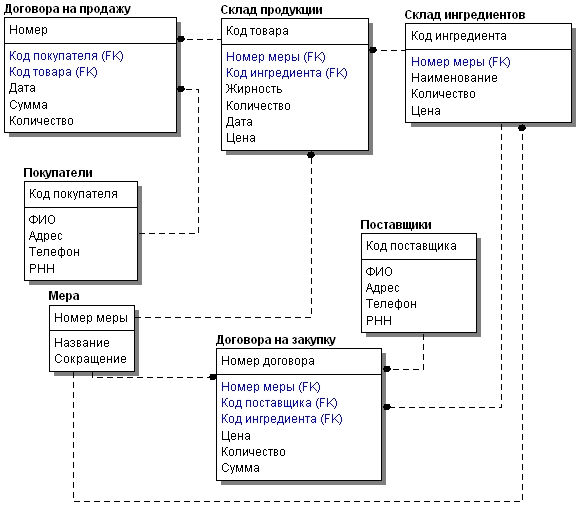 Договора на продажу
Номер
Код покупателя (FK)
Код товара (FK)
Дата
Сумма
Количество
Склад продукции
Код товара
Номер меры (FK)
Код ингредиента (FK)
Жирность
Количество
Дата
Цена
Склад ингредиентов
Код ингредиента
Номер меры (FK)
Наименование
Количество
Цена
Покупатели
Код покупателя
ФИО
Адрес
Телефон
РНН
Поставщики
Код поставщика
ФИО
Адрес
Телефон
РНН
Мера
Номер меры
Название
Сокращение
Договора на закупку
Номер договора
Номер меры (FK)
Код поставщика (FK)
Код ингредиента (FK)
Цена
Количество
Сумма